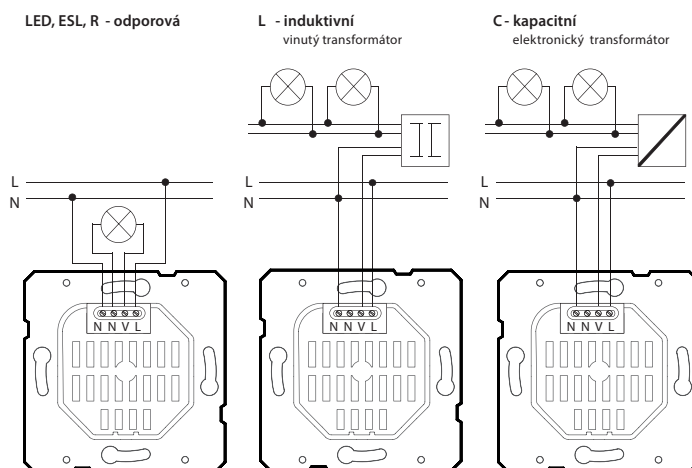 LED, ESL, R - odporová
L - induktivní
vinutý transformátor
C - kapacitní
elektronický transformátor
L
N
L
N
L
N
N N V L
N N V L
N N V L